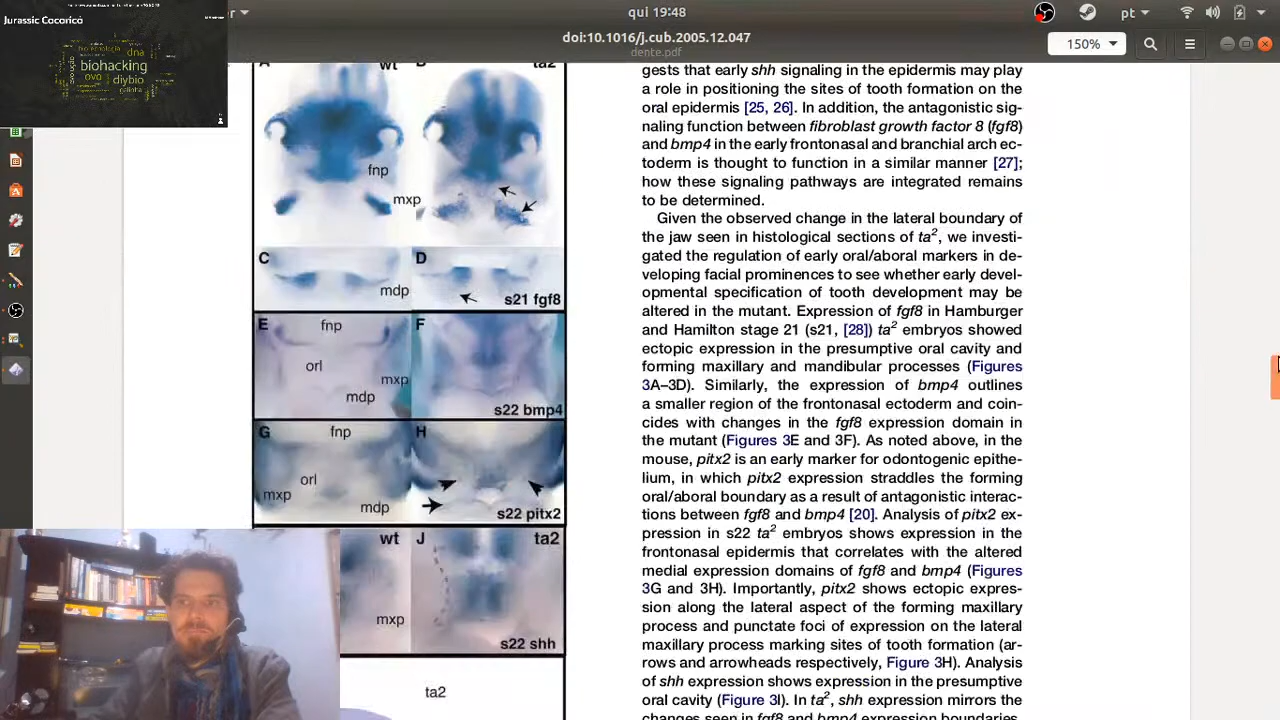 Jurassic Cacaricá
dna
biohacking
ovo
diybio
galinha
er
qui 19:48
pt
doi:10.1016/j.cub.2005.12.047
dente.pdf
150%
wt
ta2
fnp
mxp
C
D
mdp
s21 fgf8
E
fnp
F
orl
mxp
mdp
s22 bmp4
G
fnp
H
orl
mxp
mdp
s22 pitx2
wt
J
ta2
mxp
s22 shh
ta2
gests that early shh signaling in the epidermis may play
a role in positioning the sites of tooth formation on the
oral epidermis [25, 26]. In addition, the antagonistic sig-
naling function between fibroblast growth factor 8 (fgf8)
and bmp4 in the early frontonasal and branchial arch ec-
toderm is thought to function in a similar manner [27];
how these signaling pathways are integrated remains
to be determined.
Given the observed change in the lateral boundary of
the jaw seen in histological sections of ta², we investi-
gated the regulation of early oral/aboral markers in de-
veloping facial prominences to see whether early devel-
opmental specification of tooth development may be
altered in the mutant. Expression of fgf8 in Hamburger
and Hamilton stage 21 (s21, [28]) ta² embryos showed
ectopic expression in the presumptive oral cavity and
forming maxillary and mandibular processes (Figures
3A–3D). Similarly, the expression of bmp4 outlines
a smaller region of the frontonasal ectoderm and coin-
cides with changes in the fgf8 expression domain in
the mutant (Figures 3E and 3F). As noted above, in the
mouse, pitx2 is an early marker for odontogenic epithe-
lium, in which pitx2 expression straddles the forming
oral/aboral boundary as a result of antagonistic interac-
tions between fgf8 and bmp4 [20]. Analysis of pitx2 ex-
pression in s22 ta² embryos shows expression in the
frontonasal epidermis that correlates with the altered
medial expression domains of fgf8 and bmp4 (Figures
3G and 3H). Importantly, pitx2 shows ectopic expres-
sion along the lateral aspect of the forming maxillary
process and punctate foci of expression on the lateral
maxillary process marking sites of tooth formation (ar-
rows and arrowheads respectively, Figure 3H). Analysis
of shh expression shows expression in the presumptive
oral cavity (Figure 3I). In ta², shh expression mirrors the
changes seen in fgf8 and bmp4 expression boundaries,